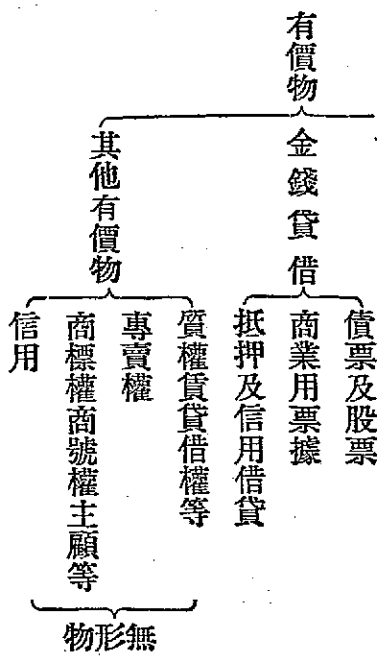 有價物
金錢貸借
債票及股票
商業用票據
抵押及信用借貸
其他有價物
質權賃貸借權等
專賣權
商標權商號權主顧等
信用
物形無